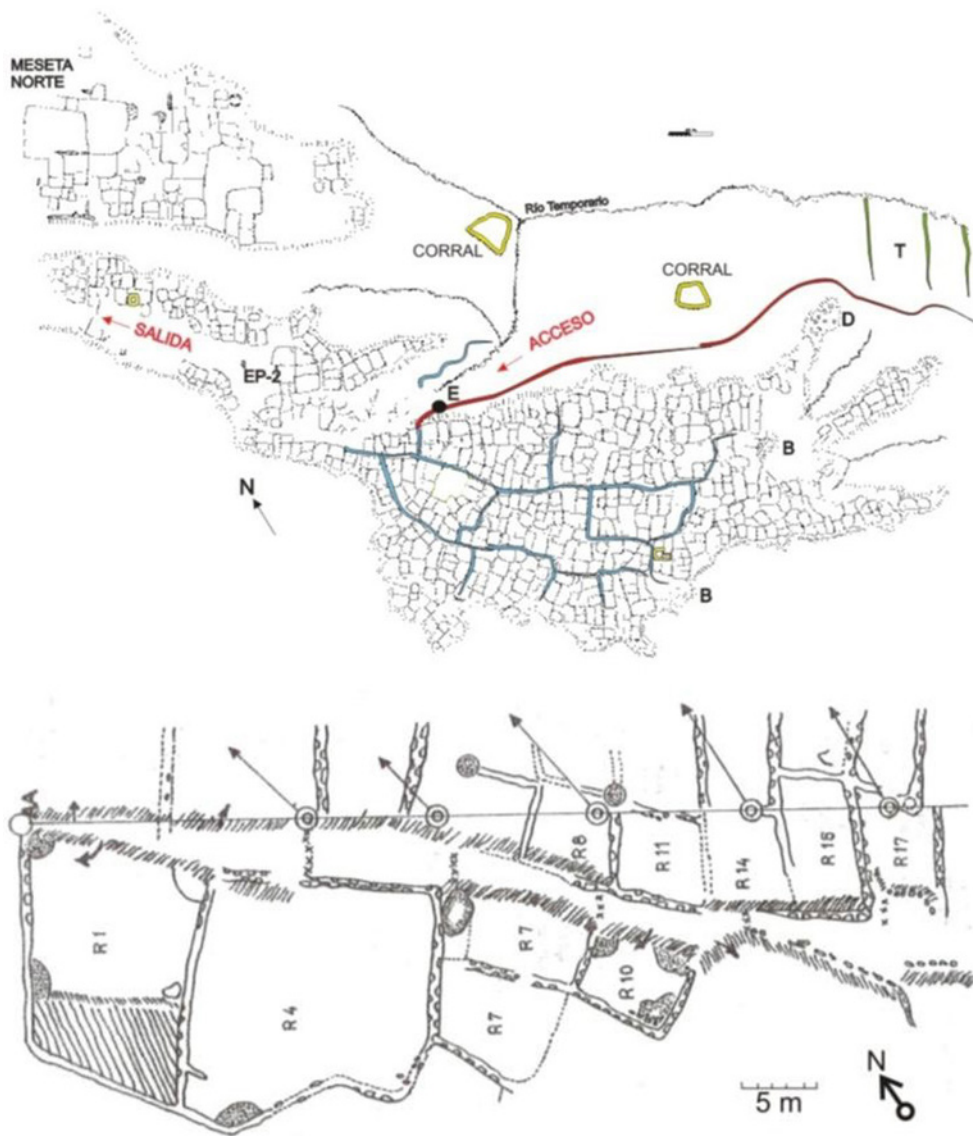 MESETA
NORTE
Río Temporario
CORRAL
CORRAL
T
SALIDA
ACCESO
D
EP-2
E
B
N
B
R8
R11
R14
R16
R17
R1
R7
R10
R4
R7
N
5 m